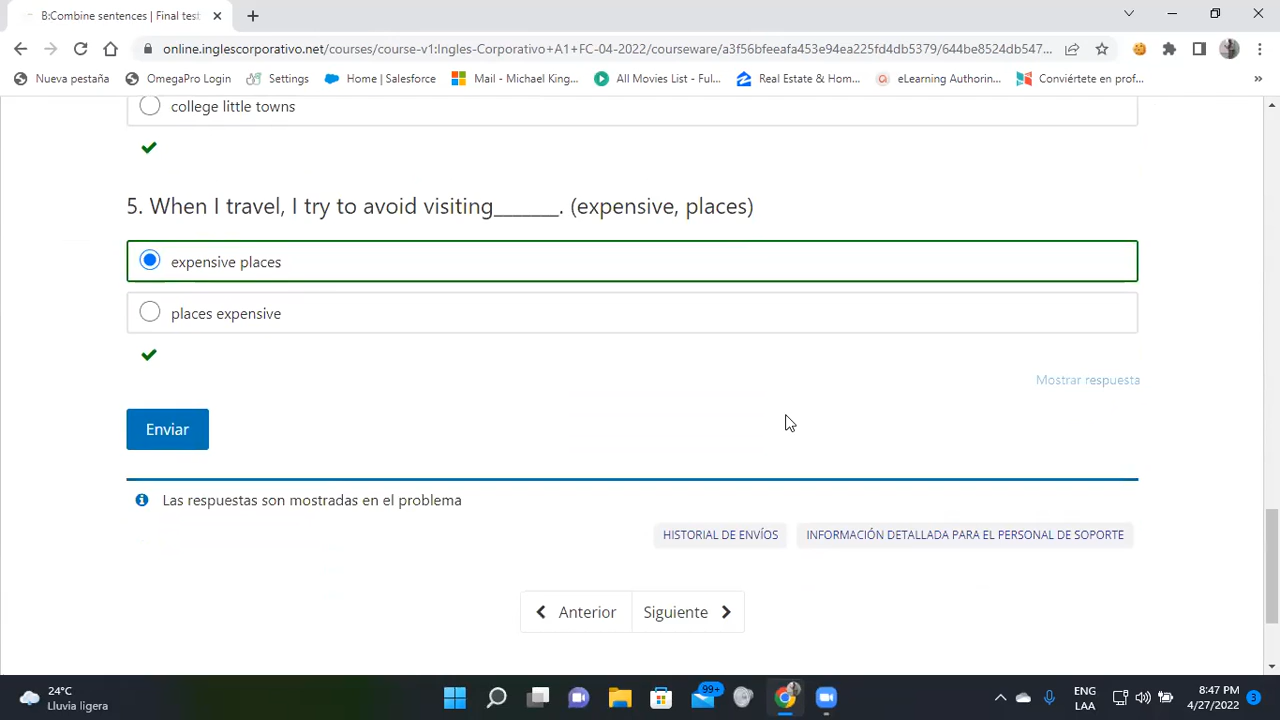 B:Combine sentences | Final test
online.inglescorporativo.net/courses/course-v1:Ingles-Corporativo+A1+FC-04-2022/courseware/a3f56bfeeafa453e94ea225fd4db5379/644be8524db547...
Nueva pestaña OmegaPro Login Settings Home | Salesforce Mail - Michael King... All Movies List - Ful... Real Estate & Hom... eLearning Authorin... Conviértete en prof... »
college little towns
5. When I travel, I try to avoid visiting______. (expensive, places)
expensive places
places expensive
Mostrar respuesta
Enviar
Las respuestas son mostradas en el problema
HISTORIAL DE ENVÍOS INFORMACIÓN DETALLADA PARA EL PERSONAL DE SOPORTE
Anterior Siguiente
24°C
Lluvia ligera
99+
ENG
LAA
8:47 PM
4/27/2022
3